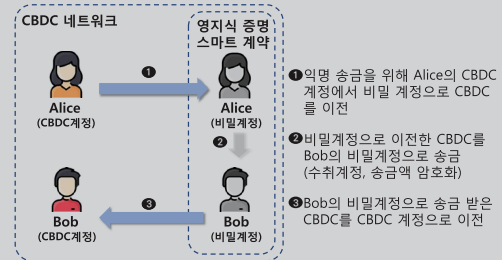 CBDC 네트워크
영지식 증명
스마트 계약
❶
Alice
(CBDC계정)
Alice
(비밀계정)
❷
❸
Bob
(CBDC계정)
Bob
(비밀계정)
❶익명 송금을 위해 Alice의 CBDC
계정에서 비밀 계정으로 CBDC
를 이전
❷비밀계정으로 이전한 CBDC를
Bob의 비밀계정으로 송금
(수취계정, 송금액 암호화)
❸Bob의 비밀계정으로 송금 받은
CBDC를 CBDC 계정으로 이전